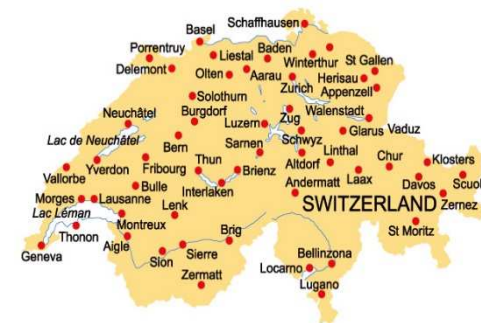 Schaffhausen
Basel
Porrentruy
Liestal
Baden
Winterthur
St Gallen
Delemont
Olten
Aarau
Zurich
Herisau
Appenzell
Solothurn
Zug
Walenstadt
Neuchâtel
Burgdorf
Luzern
Schwyz
Glarus
Vaduz
Lac de Neuchâtel
Bern
Sarnen
Altdorf
Linthal
Chur
Klosters
Vallorbe
Yverdon
Fribourg
Thun
Brienz
Laax
Davos
Scuol
Morges
Lausanne
Bulle
Interlaken
Andermatt
Zernez
SWITZERLAND
Lac Léman
Montreux
Lenk
St Moritz
Thonon
Aigle
Brig
Geneva
Sion
Sierre
Bellinzona
Zermatt
Locarno
Lugano